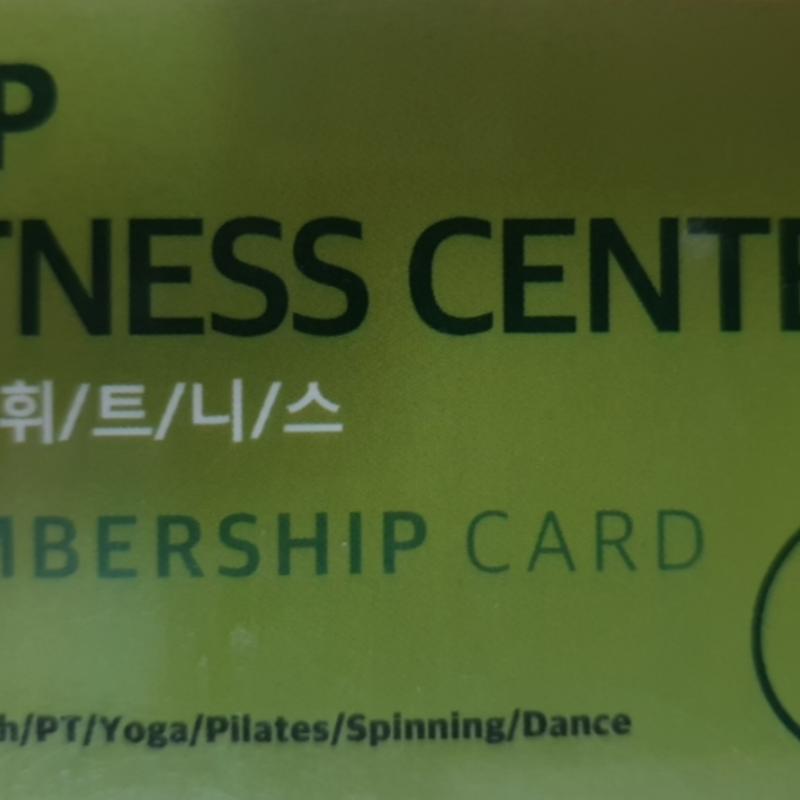 P
TNESS CENTE
휘/트/니/스
MBERSHIP CARD
h/PT/Yoga/Pilates/Spinning/Dance